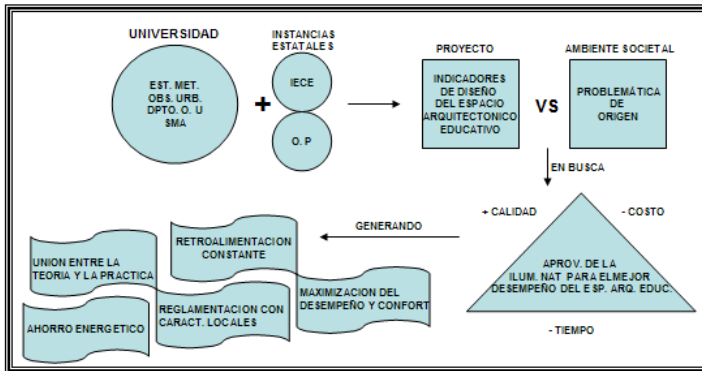 UNIVERSIDAD
EST. MET.
OBS. URB.
DPTO. O. U
SMA
+
INSTANCIAS
ESTATALES
IECE
O. P
PROYECTO
INDICADORES
DE DISEÑO
DEL ESPACIO
ARQUITECTONICO
EDUCATIVO
VS
AMBIENTE SOCIETAL
PROBLEMÁTICA
DE
ORIGEN
EN BUSCA
+ CALIDAD
- COSTO
APROV. DE LA
ILUM. NAT PARA ELMEJOR
DESEMPEÑO DEL ESP. ARQ. EDUC.
- TIEMPO
GENERANDO
RETROALIMENTACION
CONSTANTE
UNION ENTRE LA
TEORIA Y LA PRACTICA
MAXIMIZACION DEL
DESEMPEÑO Y CONFORT
REGLAMENTACION CON
CARACT. LOCALES
AHORRO ENERGETICO